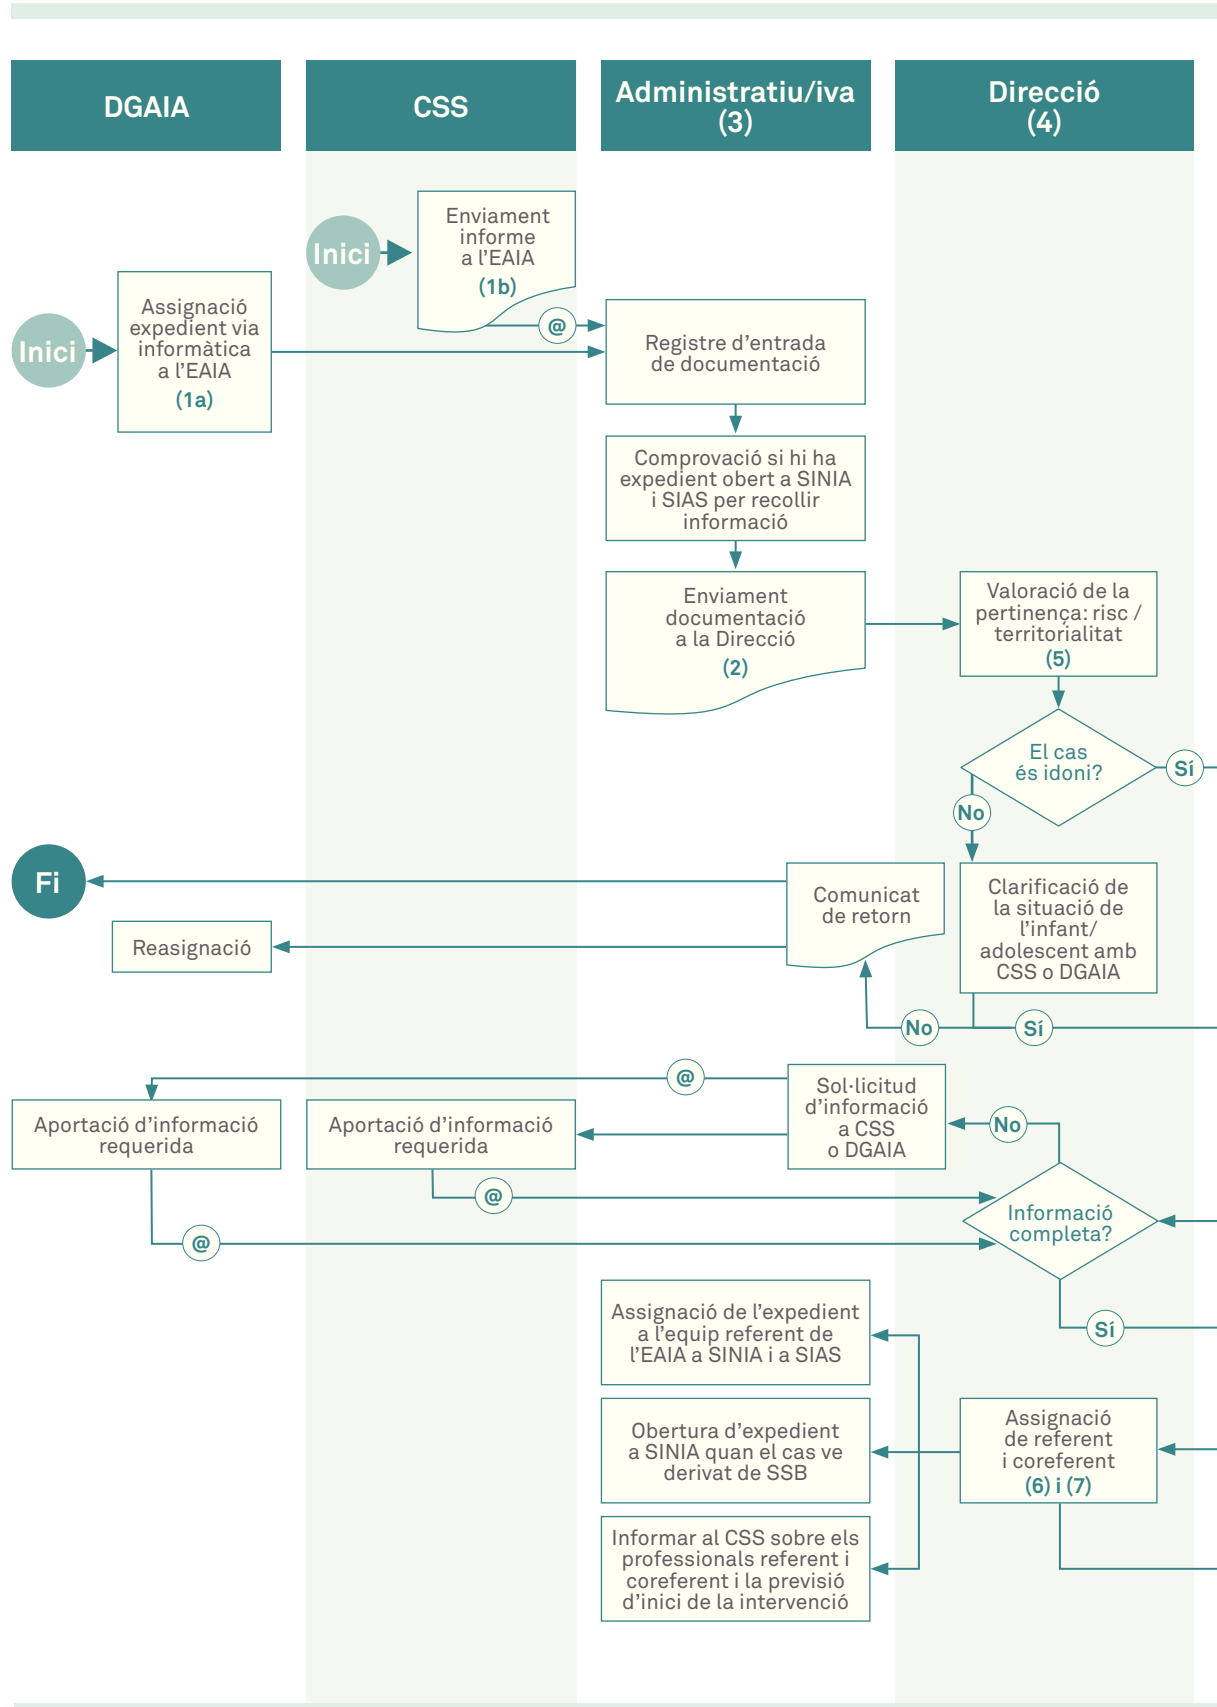 DGAIA
CSS
Administratiu/iva
(3)
Direcció
(4)
Inici
Enviament
informe
a l'EAIA
(1b)
@
Inici
Assignació
expedient via
informàtica
a l'EAIA
(1a)
Registre d'entrada
de documentació
Comprovació si hi ha
expedient obert a SINIA
i SIAS per recollir
informació
Enviament
documentació
a la Direcció
(2)
Valoració de la
pertinença: risc /
territorialitat
(5)
El cas
és idoni?
Sí
No
Fi
Comunicat
de retorn
Clarificació de
la situació de
l'infant/
adolescent amb
CSS o DGAIA
Reasignació
No
Sí
@
Sol·licitud
d'informació
a CSS
o DGAIA
No
Aportació d'informació
requerida
Aportació d'informació
requerida
@
@
Informació
completa?
Sí
Assignació de l'expedient
a l'equip referent de
l'EAIA a SINIA i a SIAS
Obertura d'expedient
a SINIA quan el cas ve
derivat de SSB
Assignació
de referent
i coreferent
(6) i (7)
Informar al CSS sobre els
professionals referent i
coreferent i la previsió
d'inici de la intervenció